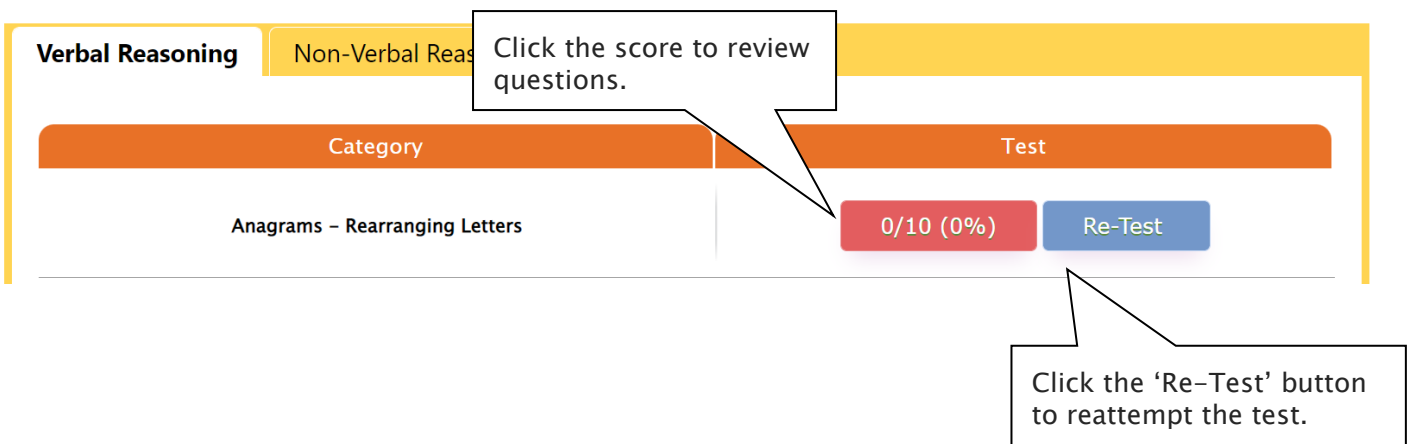 Verbal Reasoning
Non-Verbal Reas
Click the score to review
questions.
Category
Test
Anagrams – Rearranging Letters
0/10 (0%)
Re-Test
Click the ‘Re-Test’ button
to reattempt the test.